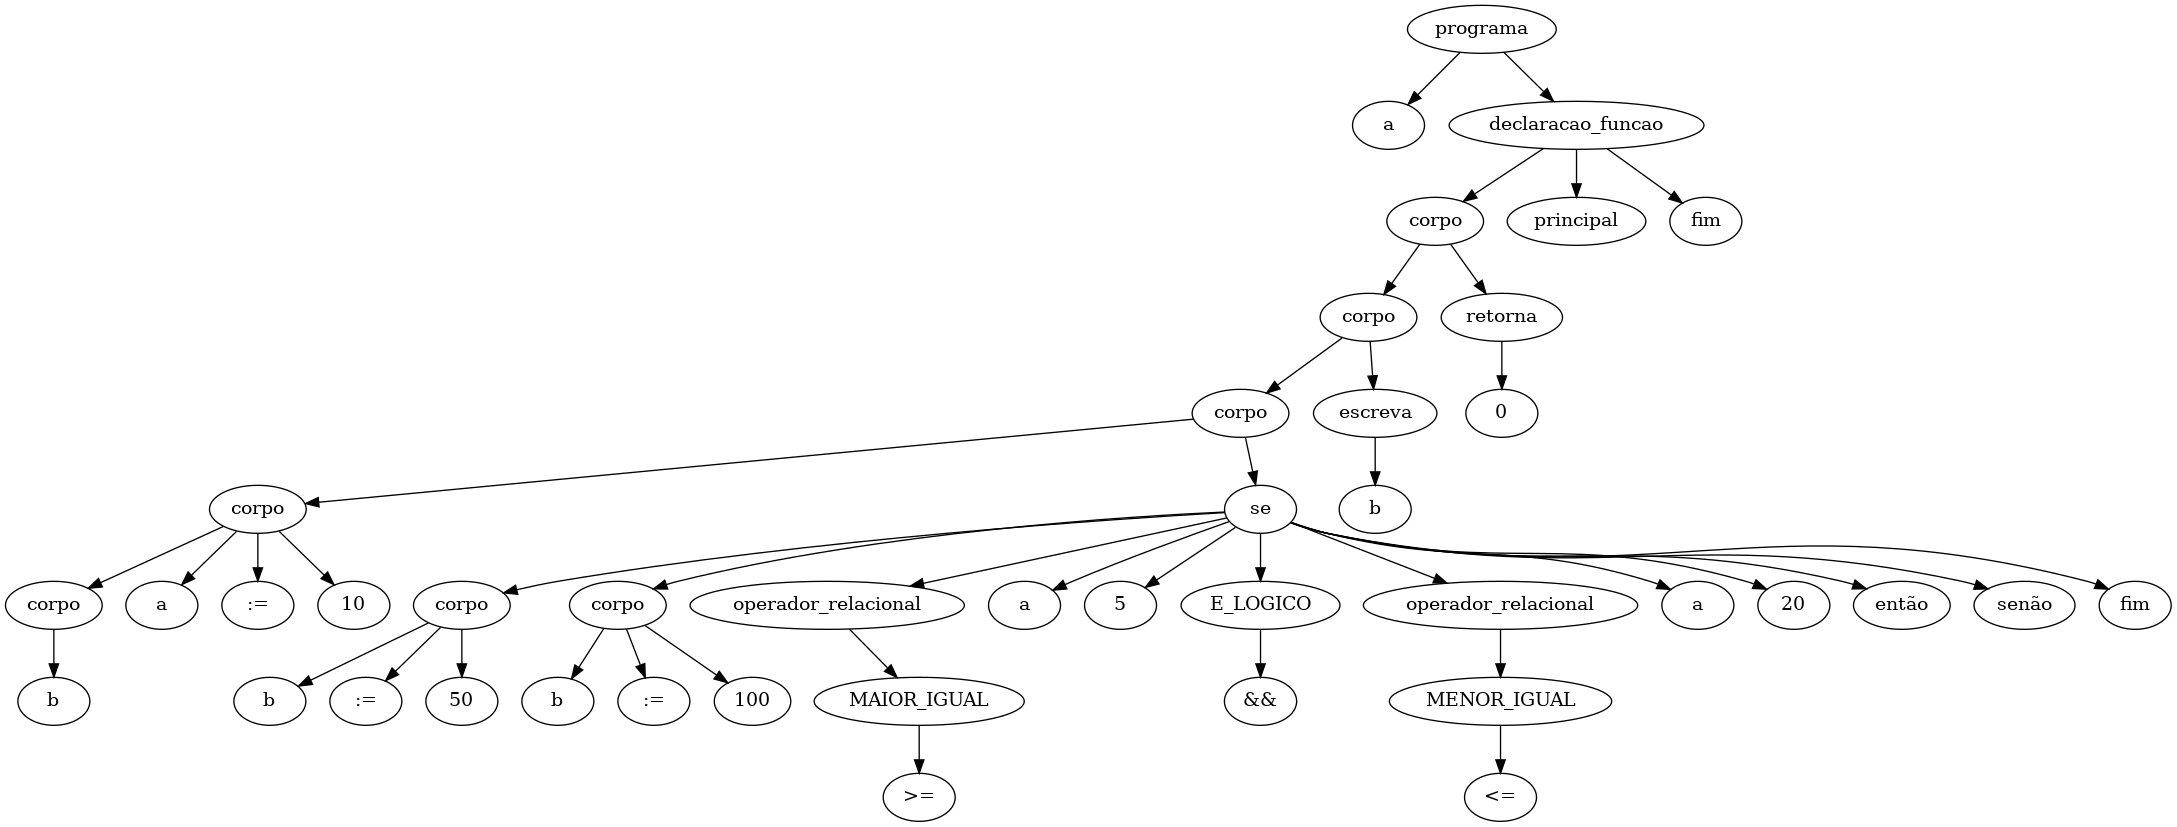 programa
a
declaracao_funcao
corpo
principal
fim
corpo
retorna
corpo
escreva
0
corpo
se
b
corpo
a
:=
10
corpo
corpo
operador_relacional
a
5
E_LOGICO
operador_relacional
a
20
então
senão
fim
b
b
:=
50
b
:=
100
MAIOR_IGUAL
&&
MENOR_IGUAL
>=
<=